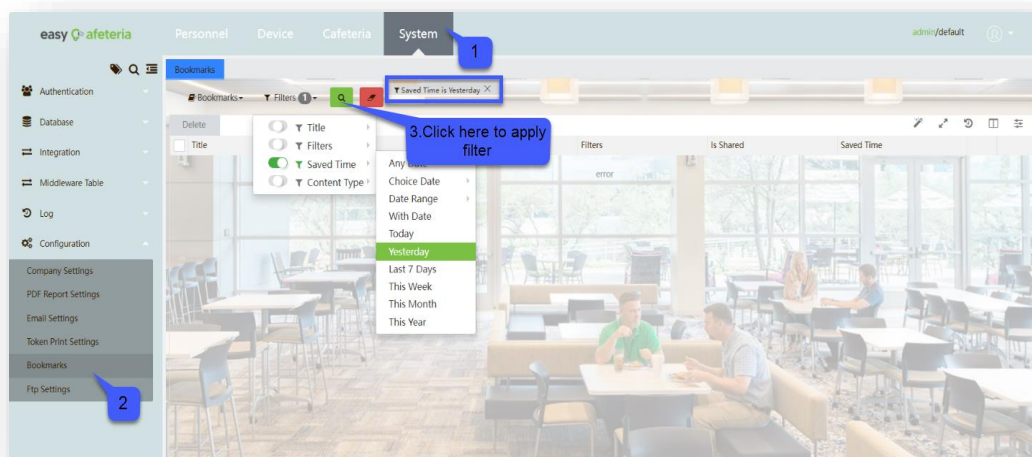 easy Cafeteria
Personnel Device Cafeteria System
admin/default
1
Bookmarks
Authentication
Bookmarks
Filters 1
Saved Time is Yesterday ×
Database
Delete
Title
3.Click here to apply
filter
Title
Filters
Is Shared
Saved Time
Filters
Integration
error
Saved Time
Any Date
Middleware Table
Content Type
Choice Date
Date Range
Log
With Date
Today
Configuration
Yesterday
Company Settings
Last 7 Days
This Week
PDF Report Settings
This Month
Email Settings
This Year
Token Print Settings
Bookmarks
Ftp Settings
2